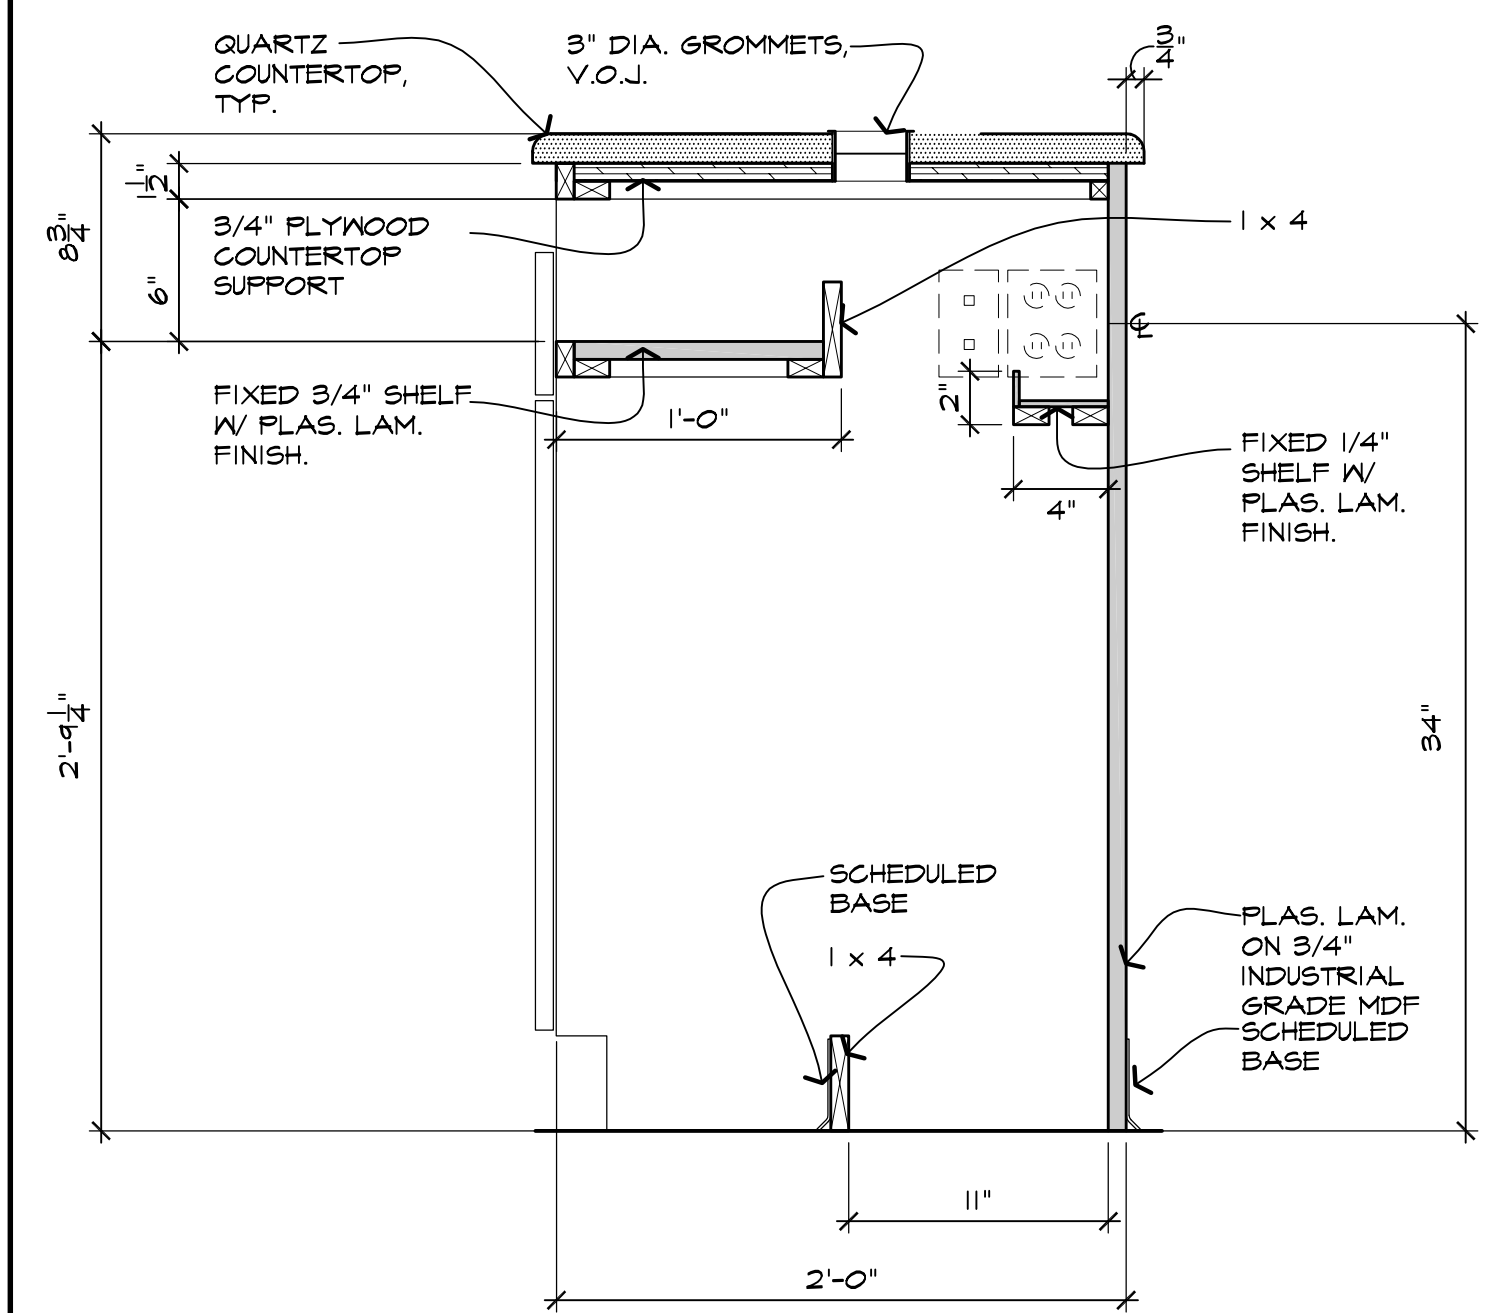 QUARTZ
COUNTERTOP,
TYP.
3" DIA. GROMMETS,
V.O.J.
3/4"
1 1/2"
8 3/4"
6"
3/4" PLYWOOD
COUNTERTOP
SUPPORT
1 x 4
℄
FIXED 3/4" SHELF
W/ PLAS. LAM.
FINISH.
1'-0"
2"
4"
FIXED 1/4"
SHELF W/
PLAS. LAM.
FINISH.
2'-9 1/4"
34"
SCHEDULED
BASE
1 x 4
PLAS. LAM.
ON 3/4"
INDUSTRIAL
GRADE MDF
SCHEDULED
BASE
11"
2'-0"